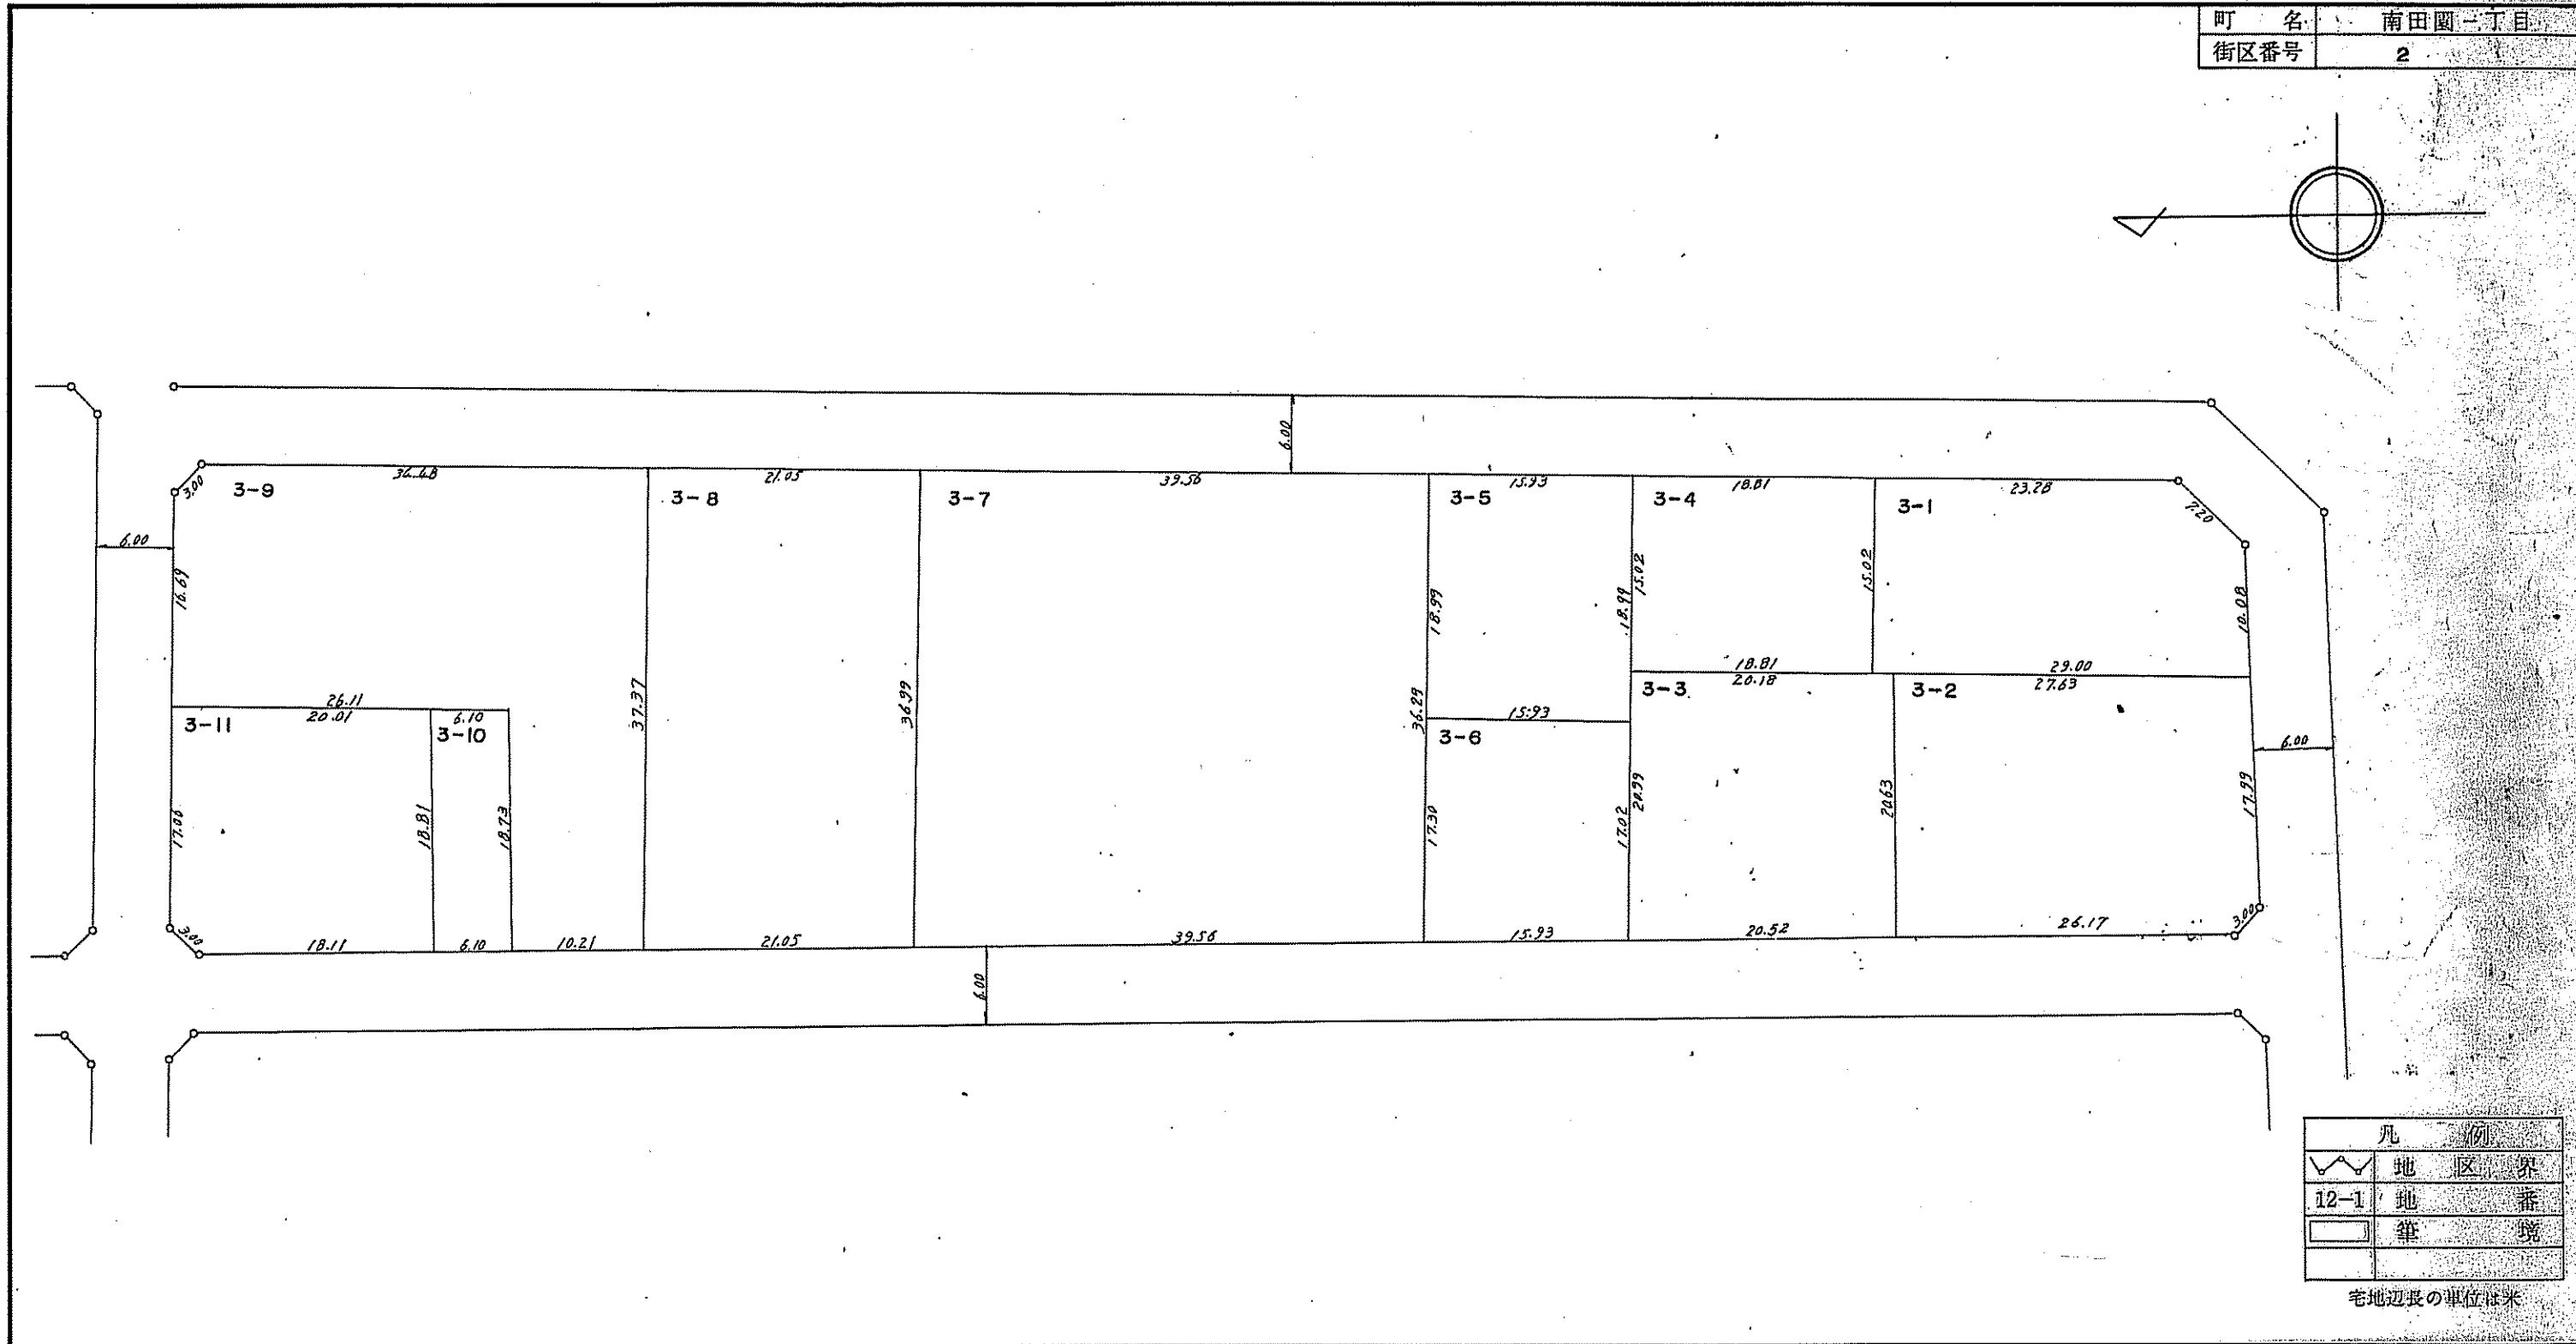 町 名 南田園一丁目
街区番号 2
6.00
3.00 3-9 34.48 3-8 21.05 3-7 39.56 3-5 15.93 3-4 18.81 3-1 23.28 7.20
6.00
16.69 18.99 18.99 15.02 15.02 10.08
26.11 18.81 29.00
3-11 20.01 6.10 3-10 37.37 36.99 36.29 15.93 3-3 20.18 3-2 27.63
3-6
6.00
17.06 18.81 18.73 17.30 17.02 20.99 20.63 17.99
3.00 18.11 6.10 10.21 21.05 39.56 15.93 20.52 26.17 3.00
6.00
凡 例
地 区 界
12-1 地 番
筆 境
宅地辺長の単位は米